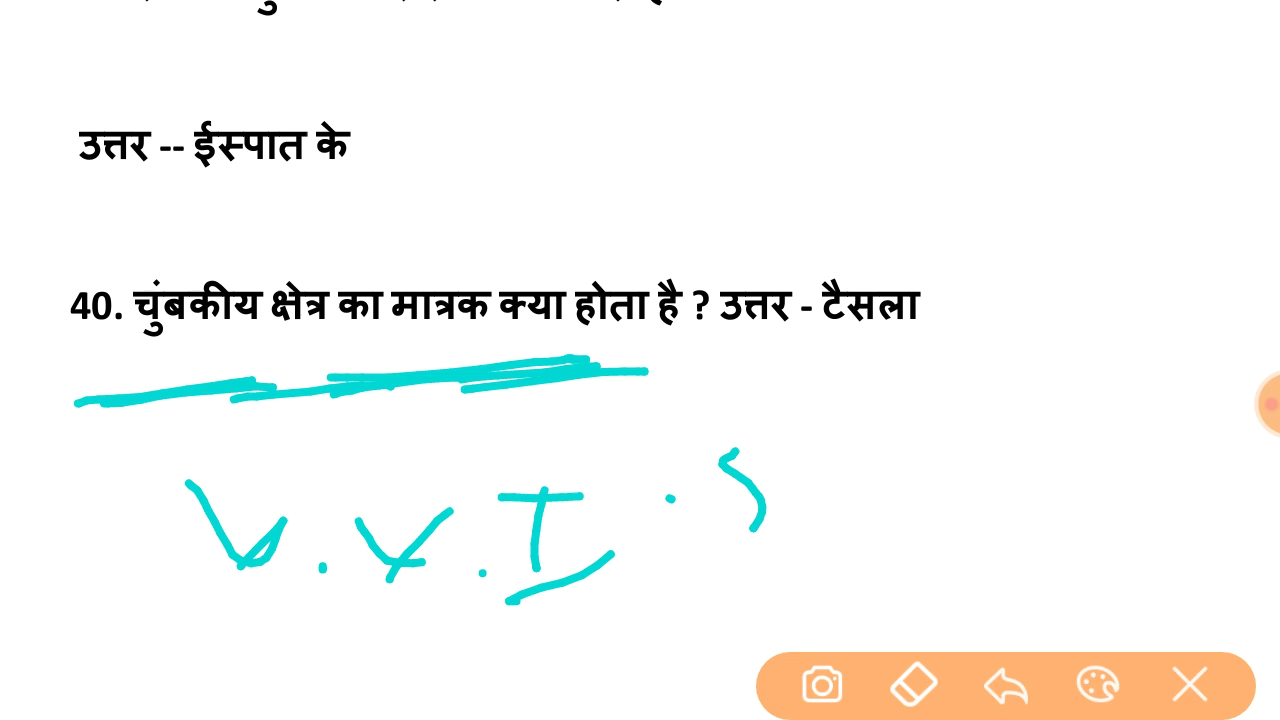 उत्तर -- ईस्पात के
40. चुंबकीय क्षेत्र का मात्रक क्या होता है ? उत्तर - टैसला
V.V.I.S